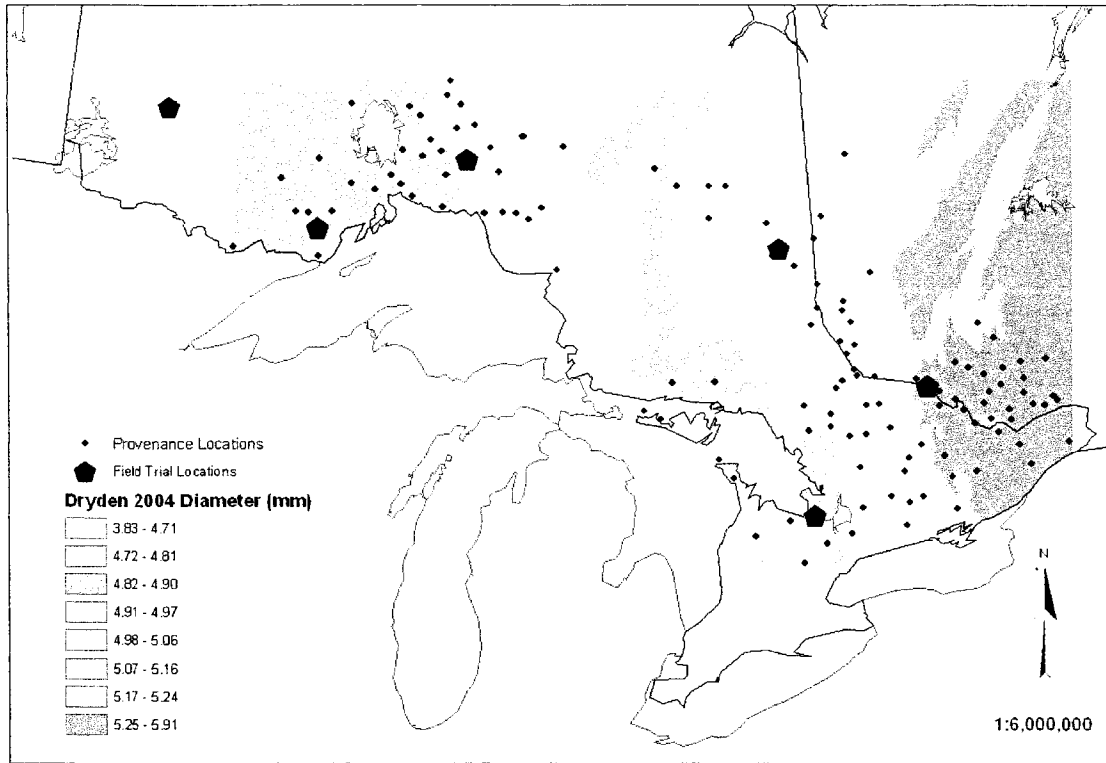 Provenance Locations
Field Trial Locations
Dryden 2004 Diameter (mm)
3.83 - 4.71
4.72 - 4.81
4.82 - 4.90
4.91 - 4.97
4.98 - 5.06
5.07 - 5.16
5.17 - 5.24
5.25 - 5.91
N
1:6,000,000